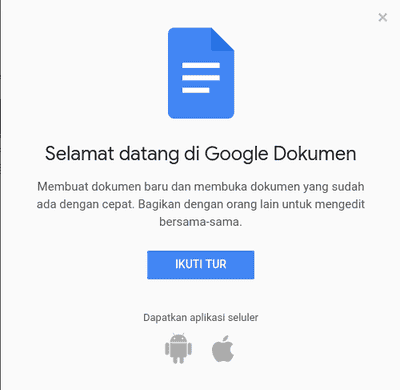 Selamat datang di Google Dokumen
Membuat dokumen baru dan membuka dokumen yang sudah
ada dengan cepat. Bagikan dengan orang lain untuk mengedit
bersama-sama.
IKUTI TUR
Dapatkan aplikasi seluler